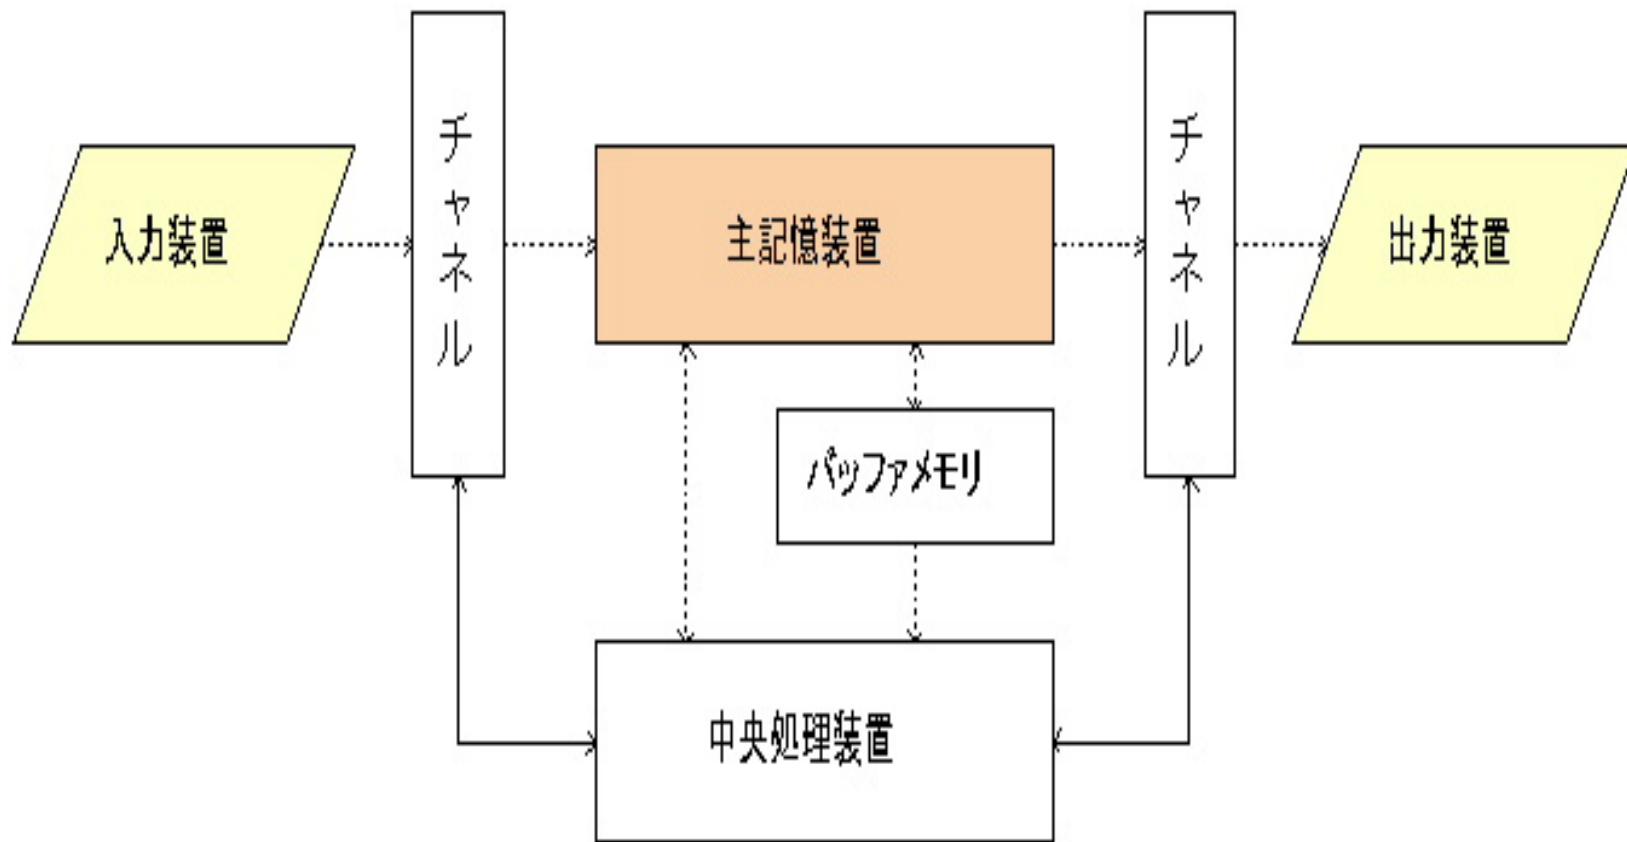 入力装置
チャネル
主記憶装置
チャネル
出力装置
バッファメモリ
中央処理装置